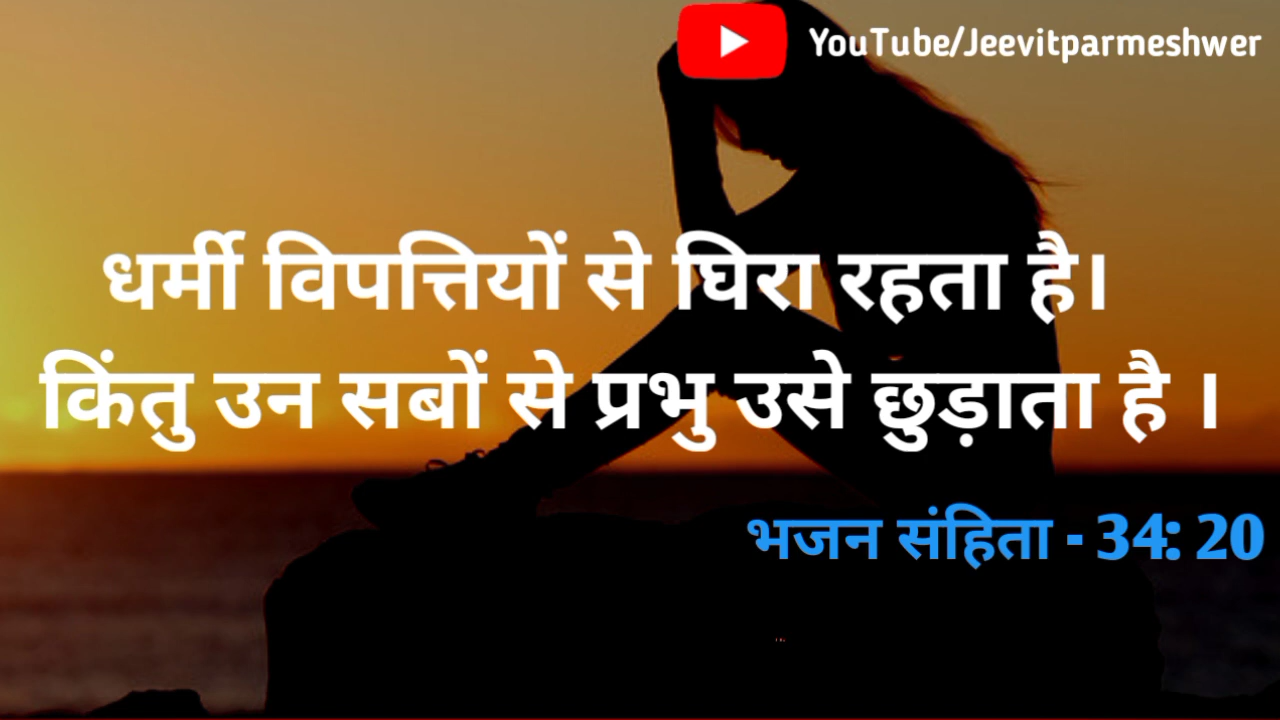 YouTube/Jeevitparmeshwer
धर्मी विपत्तियों से घिरा रहता है।
किंतु उन सबों से प्रभु उसे छुड़ाता है ।
भजन संहिता - 34: 20